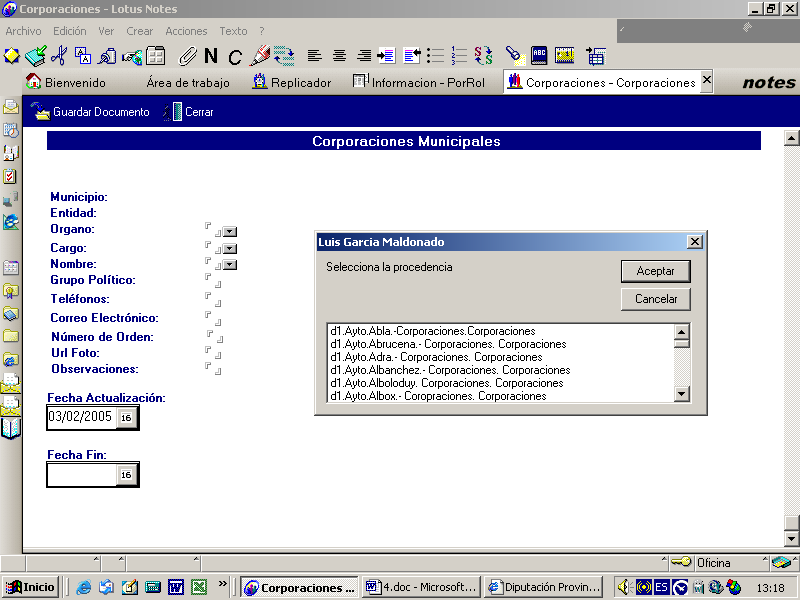 Corporaciones - Lotus Notes
Archivo Edición Ver Crear Acciones Texto ?
N C ABC
Bienvenido Área de trabajo Replicador Informacion - PorRol Corporaciones - Corporaciones notes
Guardar Documento Cerrar
Corporaciones Municipales
Municipio:
Entidad:
Organo:
Cargo:
Nombre:
Grupo Político:
Teléfonos:
Correo Electrónico:
Número de Orden:
Url Foto:
Observaciones:
Fecha Actualización:
03/02/2005 16
Fecha Fin:
16
Luis Garcia Maldonado
Selecciona la procedencia
Aceptar
Cancelar
d1.Ayto.Abla.-Corporaciones.Corporaciones
d1.Ayto.Abrucena.- Corporaciones. Corporaciones
d1.Ayto.Adra.- Corporaciones. Corporaciones
d1.Ayto.Albanchez.- Corporaciones. Corporaciones
d1.Ayto.Alboloduy. Corporaciones. Corporaciones
d1.Ayto.Albox.- Coropraciones. Corporaciones
Oficina
Inicio » Corporaciones ... 4.doc - Microsoft... Diputación Provin... ES 13:18